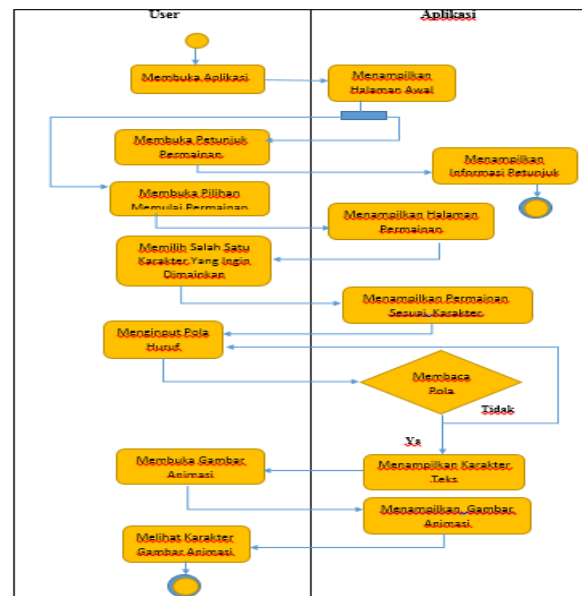 User
Aplikasi
Membuka Aplikasi
Menampilkan
Halaman Awal
Membuka Petunjuk
Permainan
Menampilkan
Informasi Petunjuk
Membuka Pilihan
Memulai Permainan
Menampilkan Halaman
Permainan
Memilih Salah Satu
Karakter Yang Ingin
Dimainkan
Menampilkan Permainan
Sesuai Karakter
Menginput Pola
Huruf
Membaca
Pola
Tidak
Ya
Membuka Gambar
Animasi
Menampilkan Karakter
Teks
Menampilkan Gambar
Animasi
Melihat Karakter
Gambar Animasi